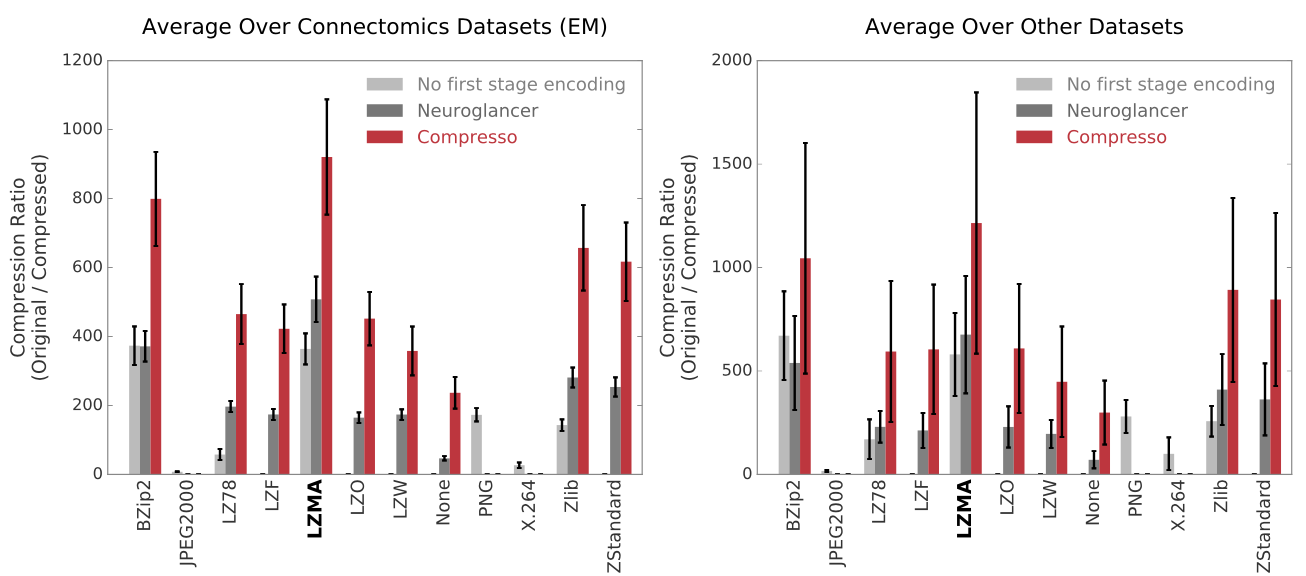 Average Over Connectomics Datasets (EM)
Compression Ratio
(Original / Compressed)
1200
1000
800
600
400
200
0
No first stage encoding
Neuroglancer
Compresso
BZip2
JPEG2000
LZ78
LZF
LZMA
LZO
LZW
None
PNG
X.264
Zlib
ZStandard
Average Over Other Datasets
Compression Ratio
(Original / Compressed)
2000
1500
1000
500
0
No first stage encoding
Neuroglancer
Compresso
BZip2
JPEG2000
LZ78
LZF
LZMA
LZO
LZW
None
PNG
X.264
Zlib
ZStandard